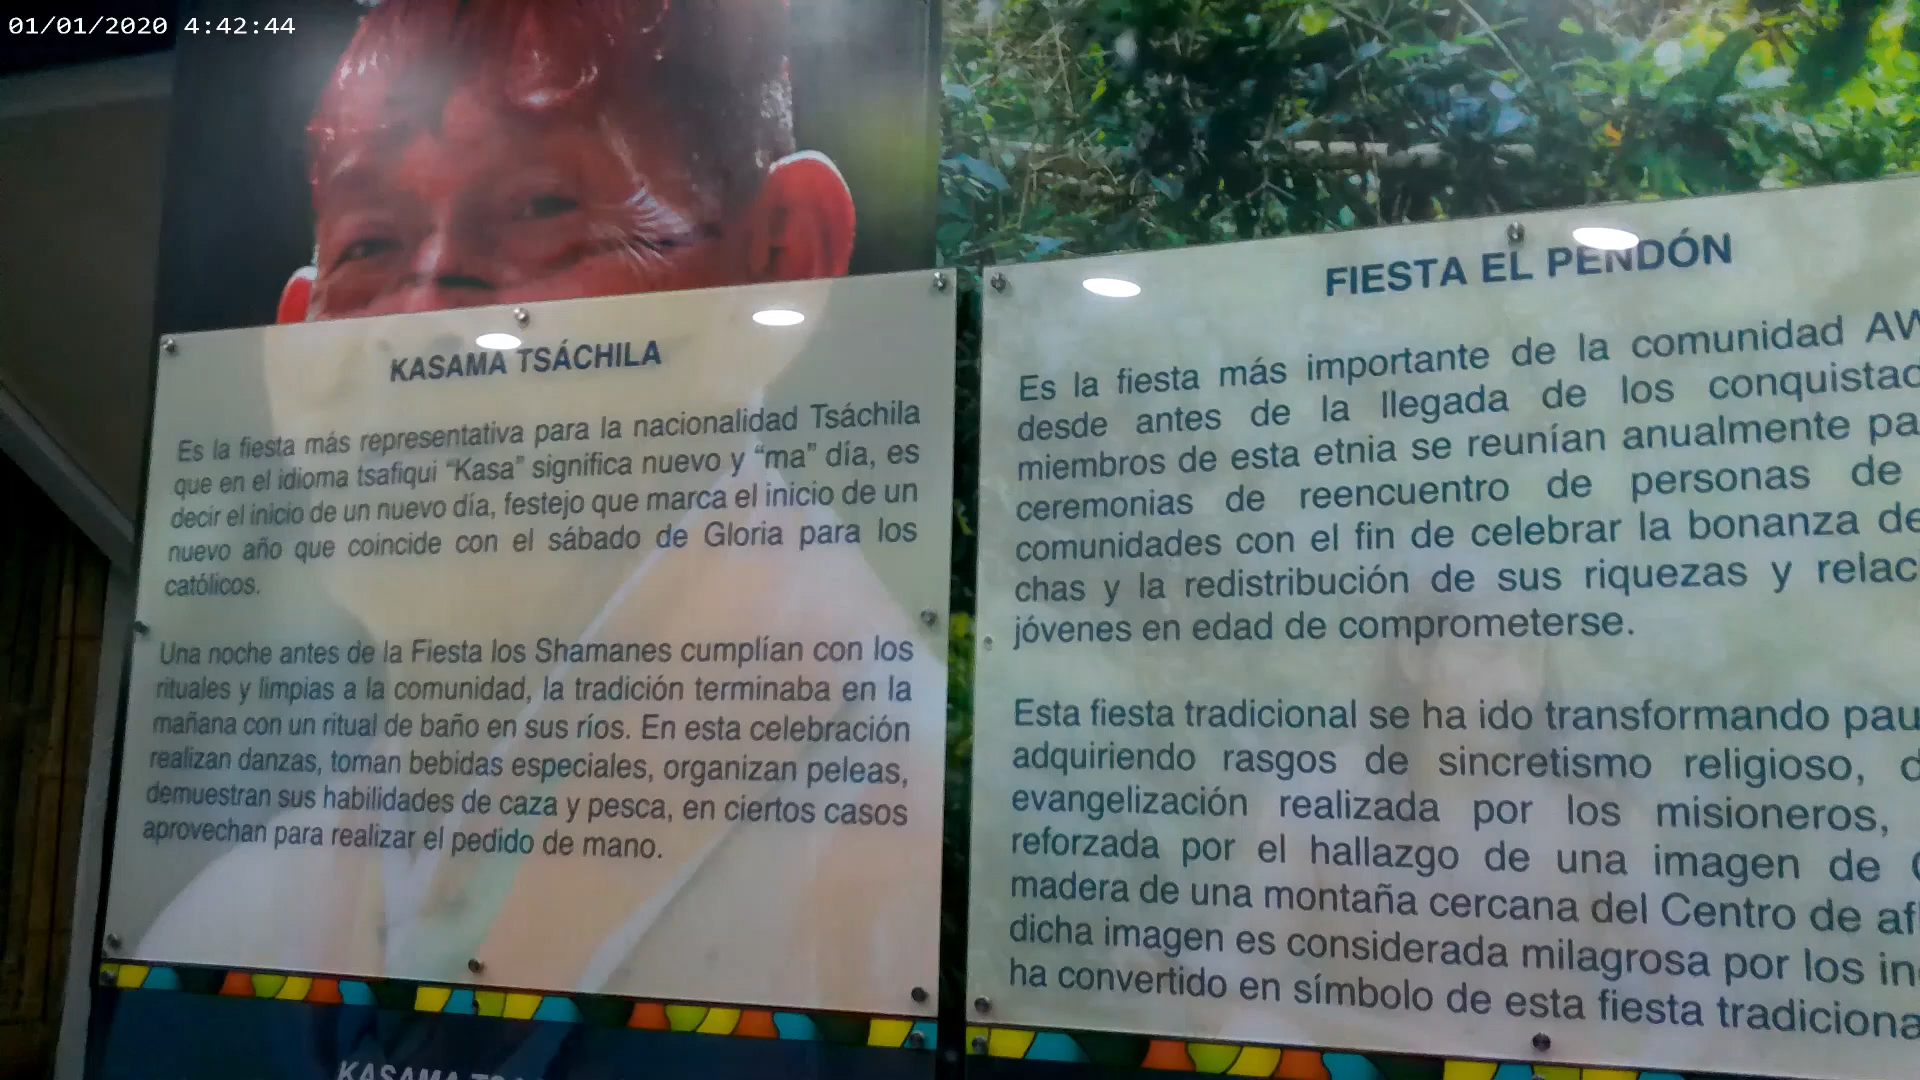 01/01/2020 4:42:44
KASAMA TSÁCHILA
Es la fiesta más representativa para la nacionalidad Tsáchila
que en el idioma tsafiqui “Kasa” significa nuevo y “ma” día, es
decir el inicio de un nuevo día, festejo que marca el inicio de un
nuevo año que coincide con el sábado de Gloria para los
católicos.
Una noche antes de la Fiesta los Shamanes cumplían con los
rituales y limpias a la comunidad, la tradición terminaba en la
mañana con un ritual de baño en sus ríos. En esta celebración
realizan danzas, toman bebidas especiales, organizan peleas,
demuestran sus habilidades de caza y pesca, en ciertos casos
aprovechan para realizar el pedido de mano.
KASAMA
FIESTA EL PENDÓN
Es la fiesta más importante de la comunidad
desde antes de la llegada de los
miembros de esta etnia se reunían anualmente
ceremonias de reencuentro de personas de
comunidades con el fin de celebrar la bonanza
chas y la redistribución de sus riquezas y
jóvenes en edad de comprometerse.
Esta fiesta tradicional se ha ido transformando
adquiriendo rasgos de sincretismo religioso,
evangelización realizada por los misioneros,
reforzada por el hallazgo de una imagen de
madera de una montaña cercana del Centro de
dicha imagen es considerada milagrosa por los
ha convertido en símbolo de esta fiesta